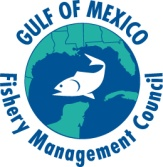 GULF OF MEXICO
Fishery Management Council